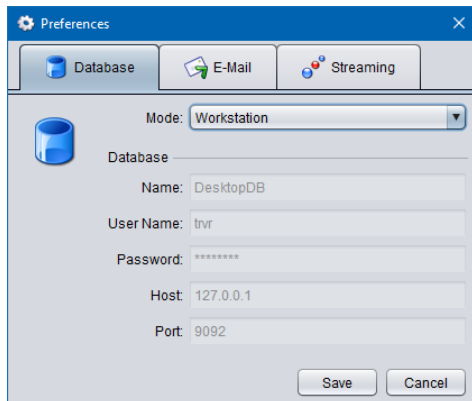 Preferences
Database E-Mail Streaming
Mode: Workstation
Database
Name: DesktopDB
User Name: trvr
Password: ********
Host: 127.0.0.1
Port: 9092
Save Cancel